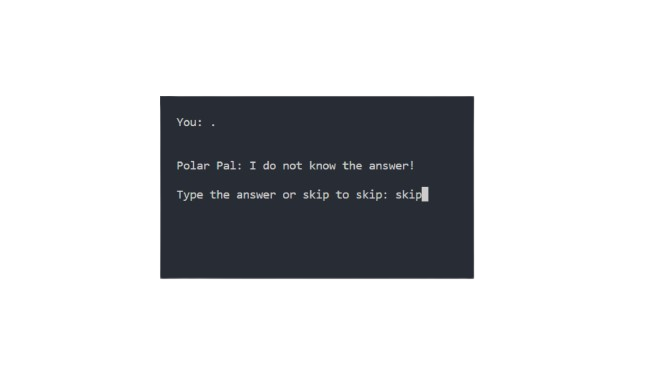 You: .
Polar Pal: I do not know the answer!
Type the answer or skip to skip: skip